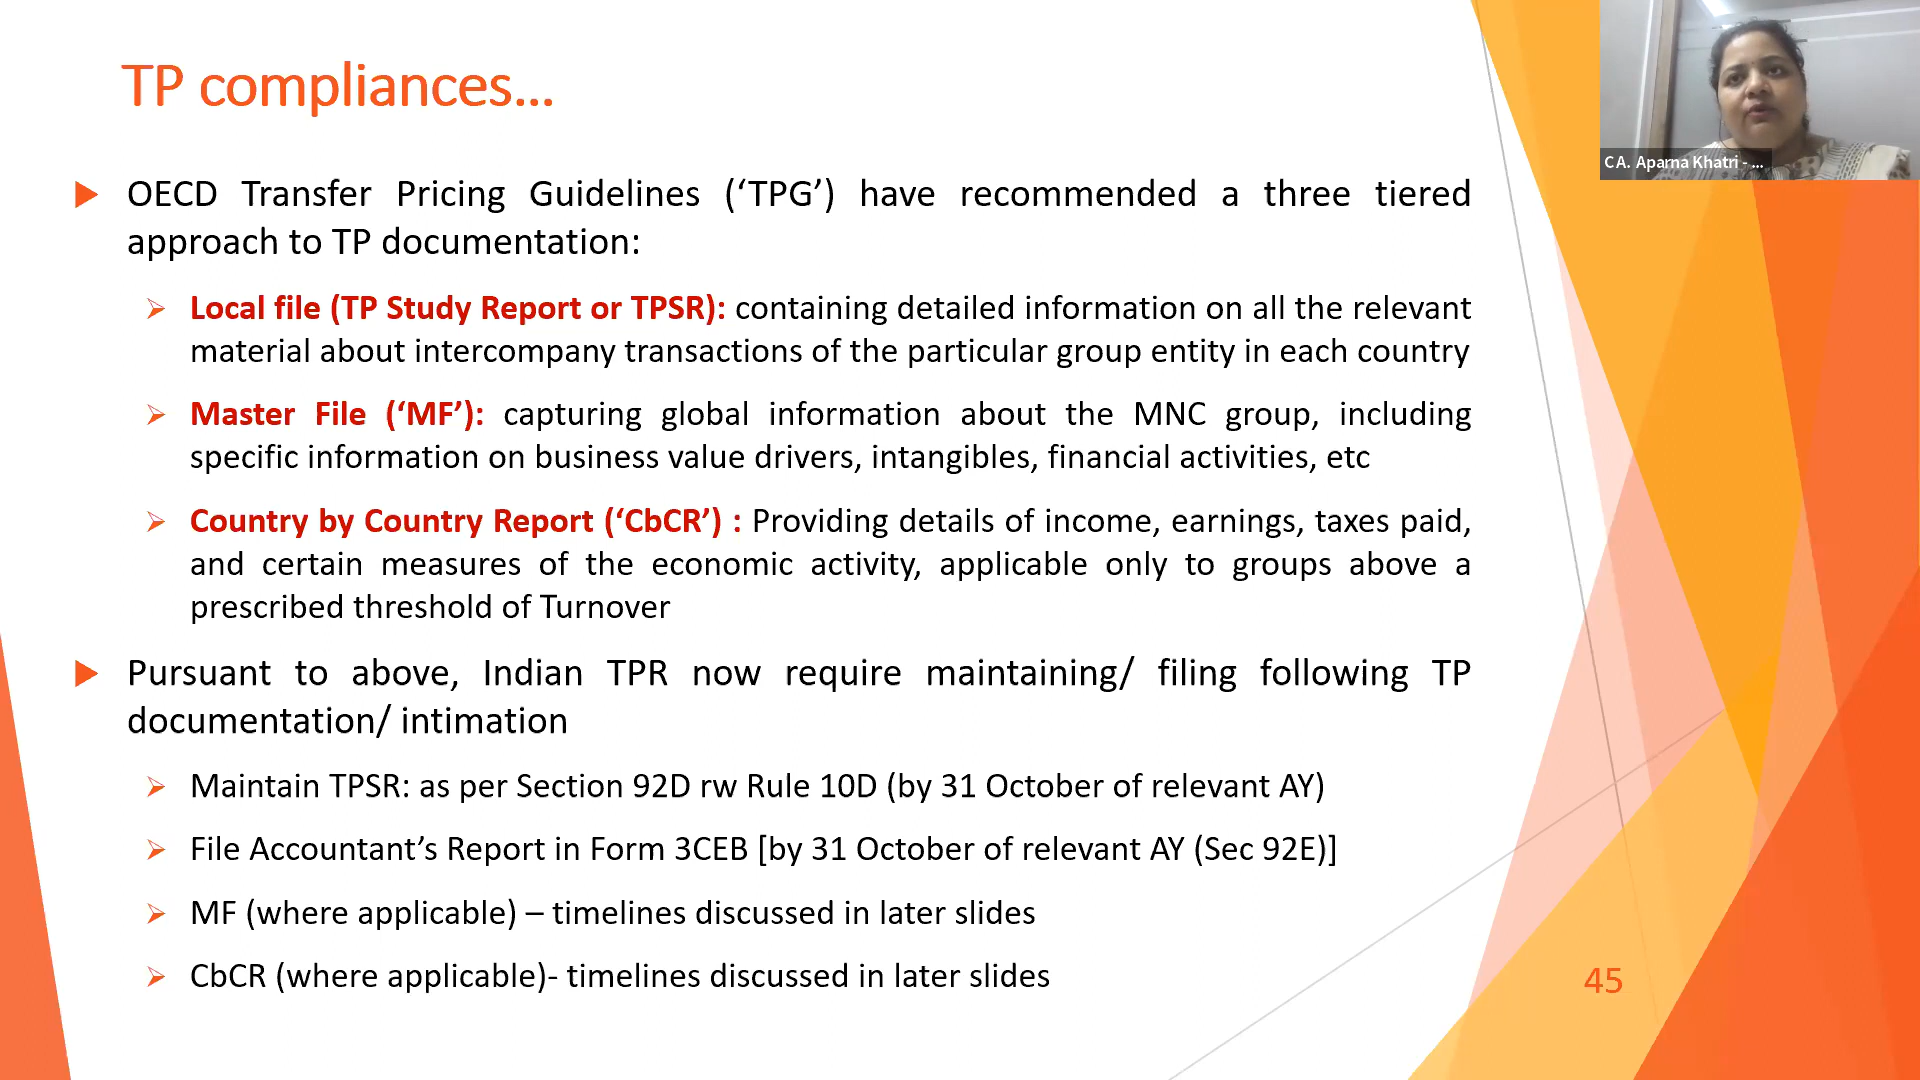 TP compliances...
CA. Aparna Khatri - ...
OECD Transfer Pricing Guidelines (‘TPG’) have recommended a three tiered
approach to TP documentation:
Local file (TP Study Report or TPSR): containing detailed information on all the relevant
material about intercompany transactions of the particular group entity in each country
Master File (‘MF’): capturing global information about the MNC group, including
specific information on business value drivers, intangibles, financial activities, etc
Country by Country Report (‘CbCR’) : Providing details of income, earnings, taxes paid,
and certain measures of the economic activity, applicable only to groups above a
prescribed threshold of Turnover
Pursuant to above, Indian TPR now require maintaining/ filing following TP
documentation/ intimation
Maintain TPSR: as per Section 92D rw Rule 10D (by 31 October of relevant AY)
File Accountant’s Report in Form 3CEB [by 31 October of relevant AY (Sec 92E)]
MF (where applicable) – timelines discussed in later slides
CbCR (where applicable)- timelines discussed in later slides
45